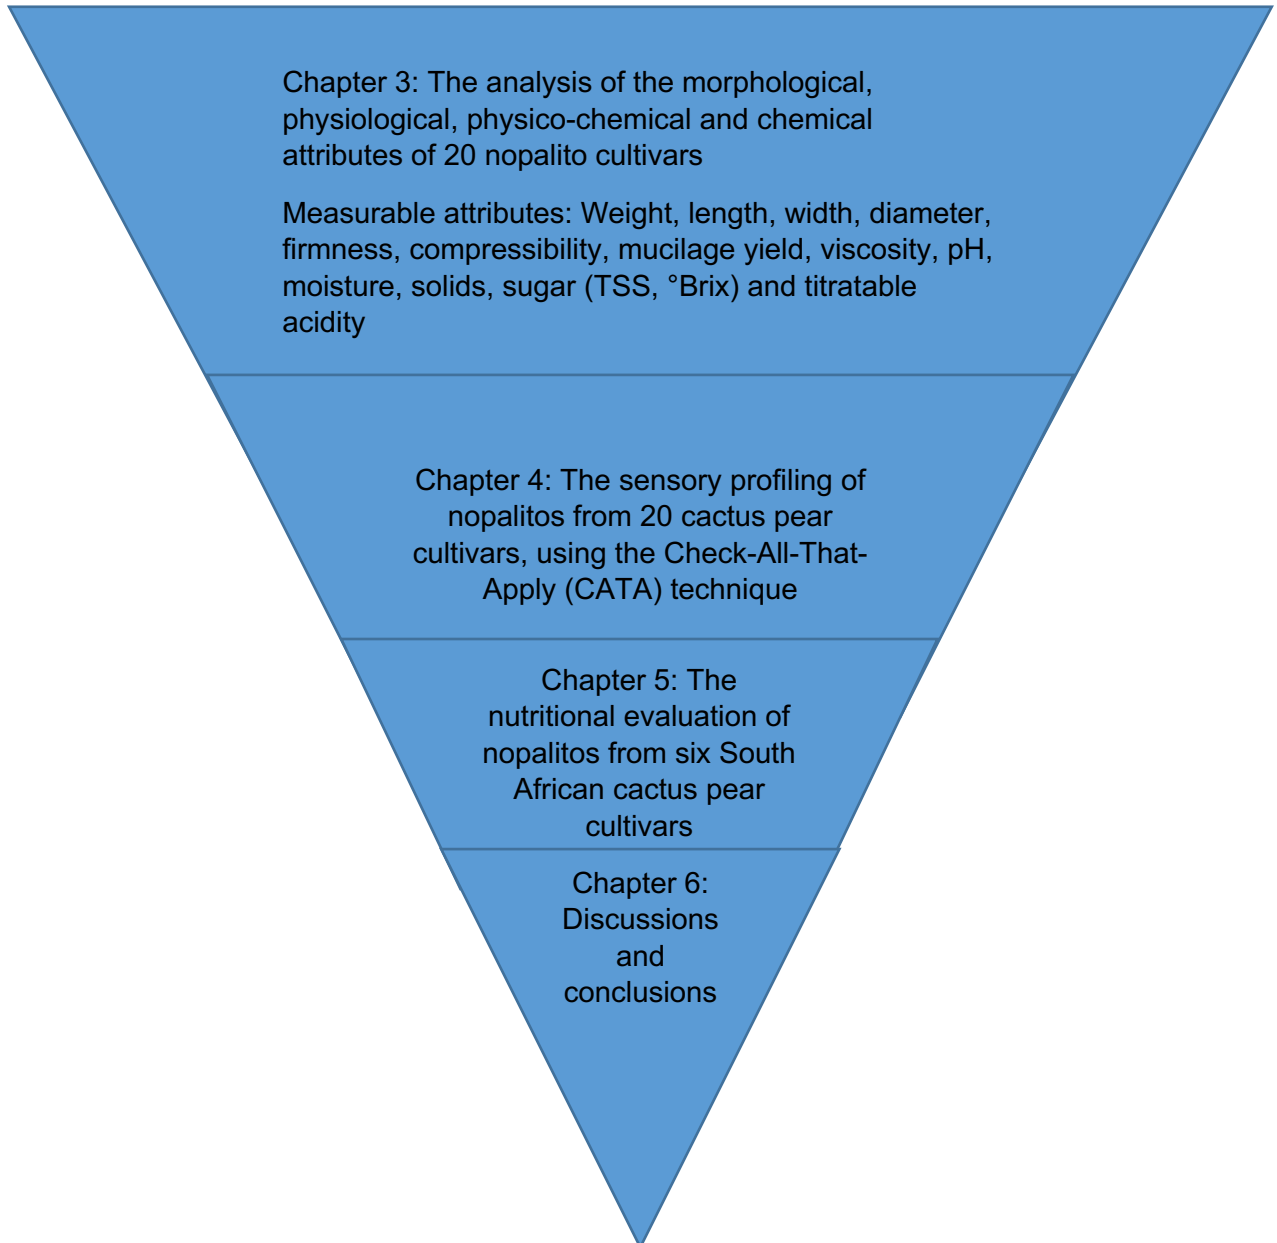 Chapter 3: The analysis of the morphological,
physiological, physico-chemical and chemical
attributes of 20 nopalito cultivars
Measurable attributes: Weight, length, width, diameter,
firmness, compressibility, mucilage yield, viscosity, pH,
moisture, solids, sugar (TSS, °Brix) and titratable
acidity
Chapter 4: The sensory profiling of
nopalitos from 20 cactus pear
cultivars, using the Check-All-That-
Apply (CATA) technique
Chapter 5: The
nutritional evaluation of
nopalitos from six South
African cactus pear
cultivars
Chapter 6:
Discussions
and
conclusions